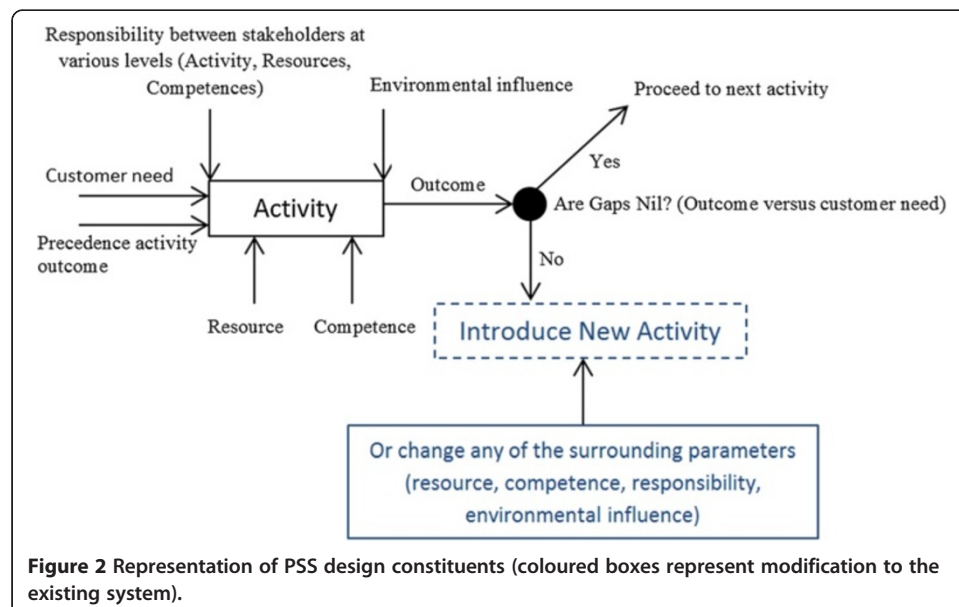 Responsibility between stakeholders at
various levels (Activity, Resources,
Competences)
Environmental influence
Proceed to next activity
Yes
Customer need
Activity
Outcome
Are Gaps Nil? (Outcome versus customer need)
Precedence activity
outcome
No
Resource
Competence
Introduce New Activity
Or change any of the surrounding parameters
(resource, competence, responsibility,
environmental influence)
Figure 2 Representation of PSS design constituents (coloured boxes represent modification to the
existing system).